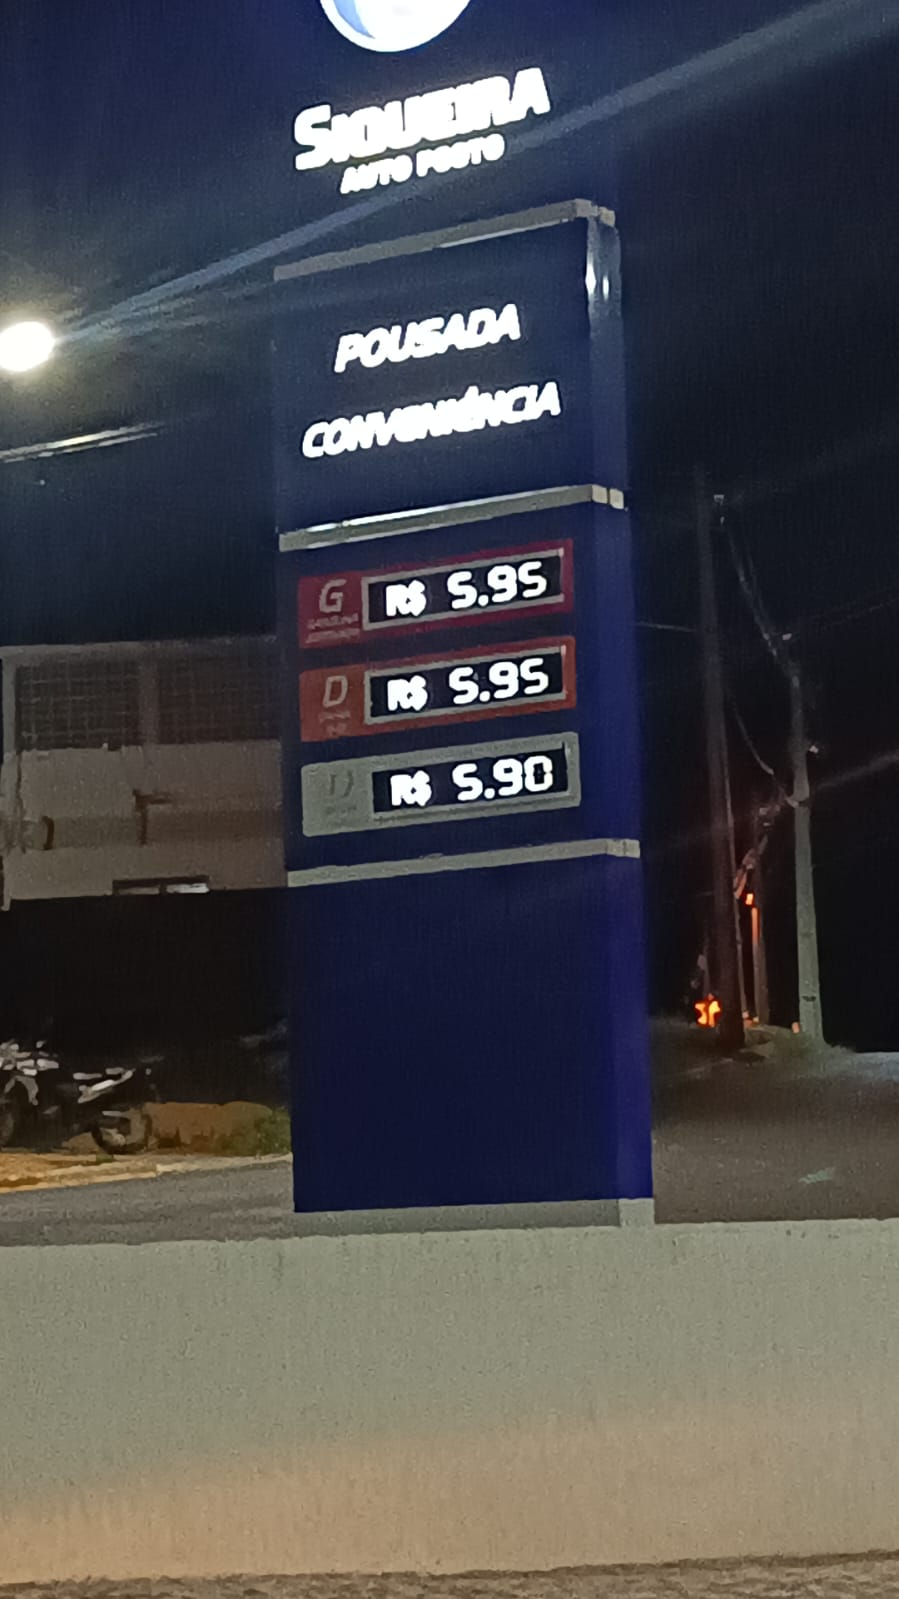 SIQUEIRA
AUTO POSTO
POUSADA
CONVENIÊNCIA
G R$ 5.95
D R$ 5.95
D R$ 5.90